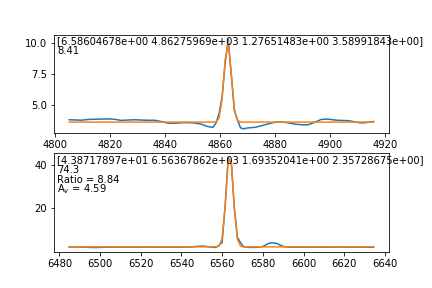 [6.58604678e+00 4.86275969e+03 1.27651483e+00 3.58991843e+00]
8.41
10.0
7.5
5.0
4800 4820 4840 4860 4880 4900 4920
[4.38717897e+01 6.56367862e+03 1.69352041e+00 2.35728675e+00]
74.3
Ratio = 8.84
Aᵥ = 4.59
40
20
6480 6500 6520 6540 6560 6580 6600 6620 6640